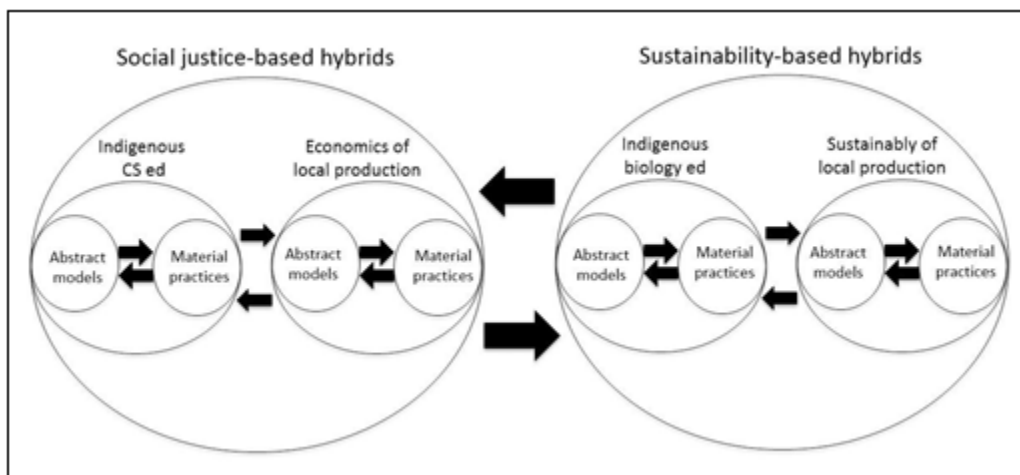 Social justice-based hybrids
Sustainability-based hybrids
Indigenous
CS ed
Economics of
local production
Indigenous
biology ed
Sustainably of
local production
Abstract
models
Material
practices
Abstract
models
Material
practices
Abstract
models
Material
practices
Abstract
models
Material
practices